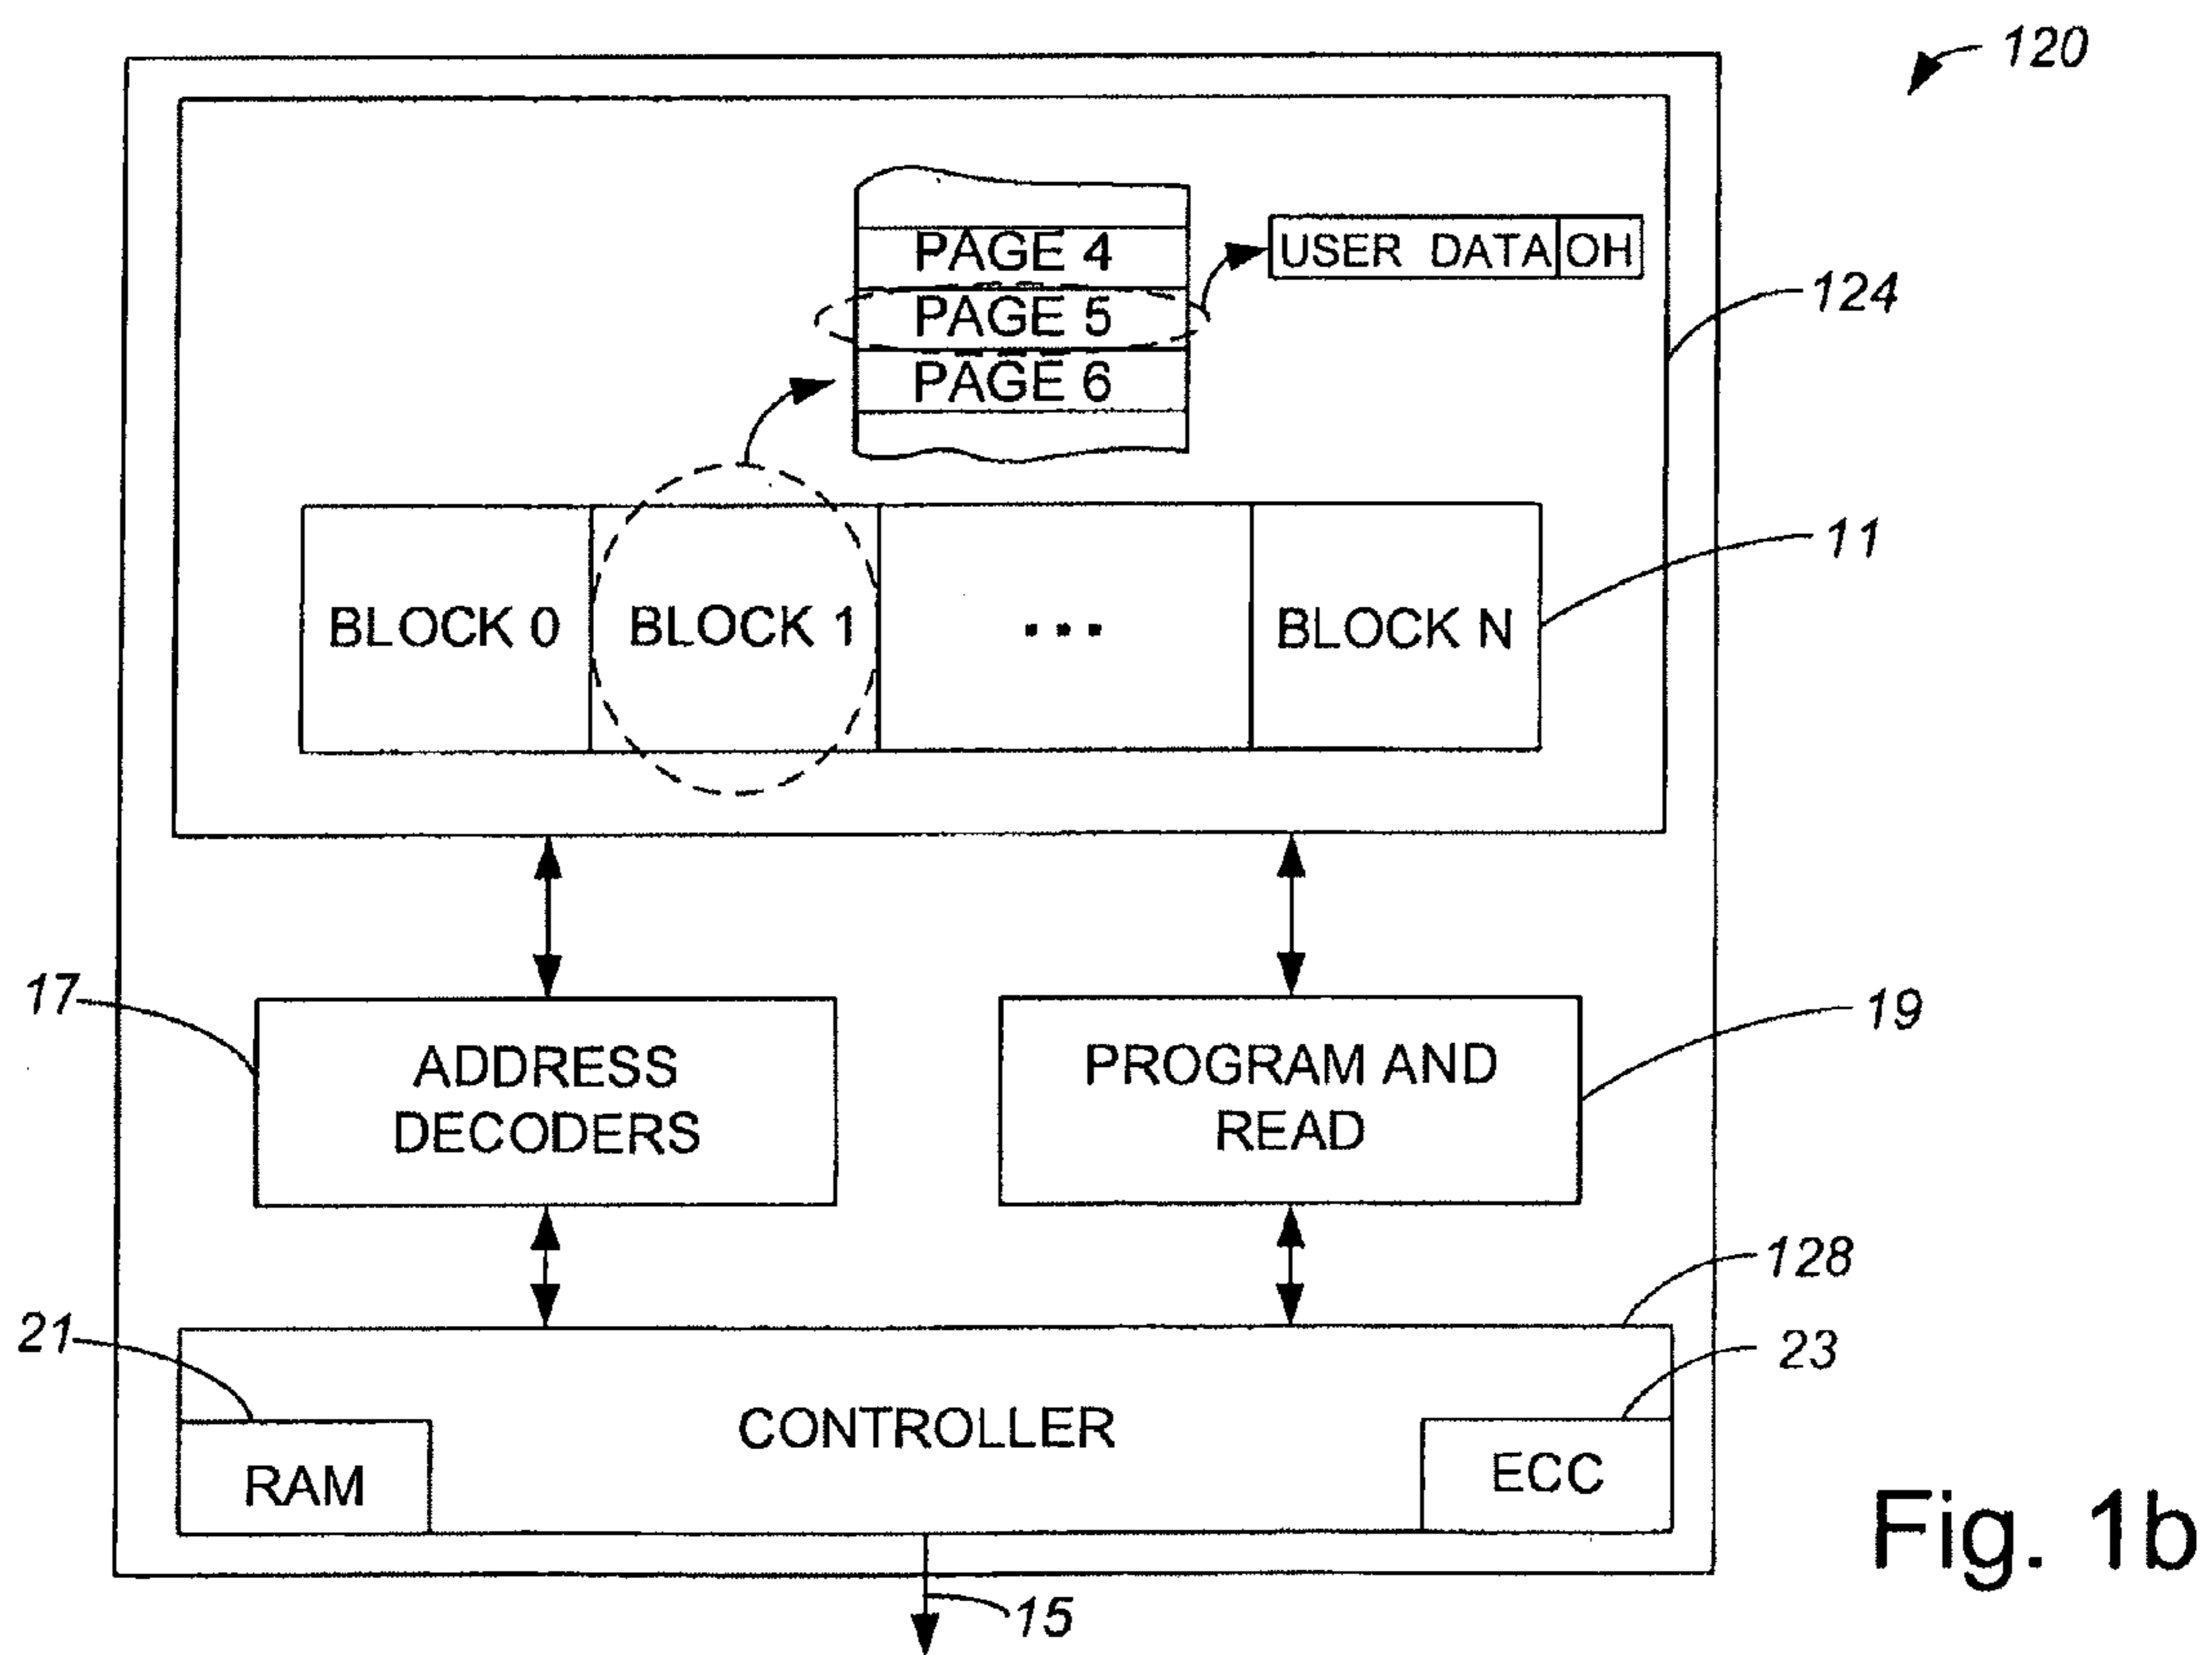 120
PAGE 4
USER DATA OH
PAGE 5
124
PAGE 6
11
BLOCK 0 BLOCK 1 ... BLOCK N
17
19
ADDRESS
DECODERS
PROGRAM AND
READ
128
21
23
CONTROLLER
RAM
ECC
15
Fig. 1b